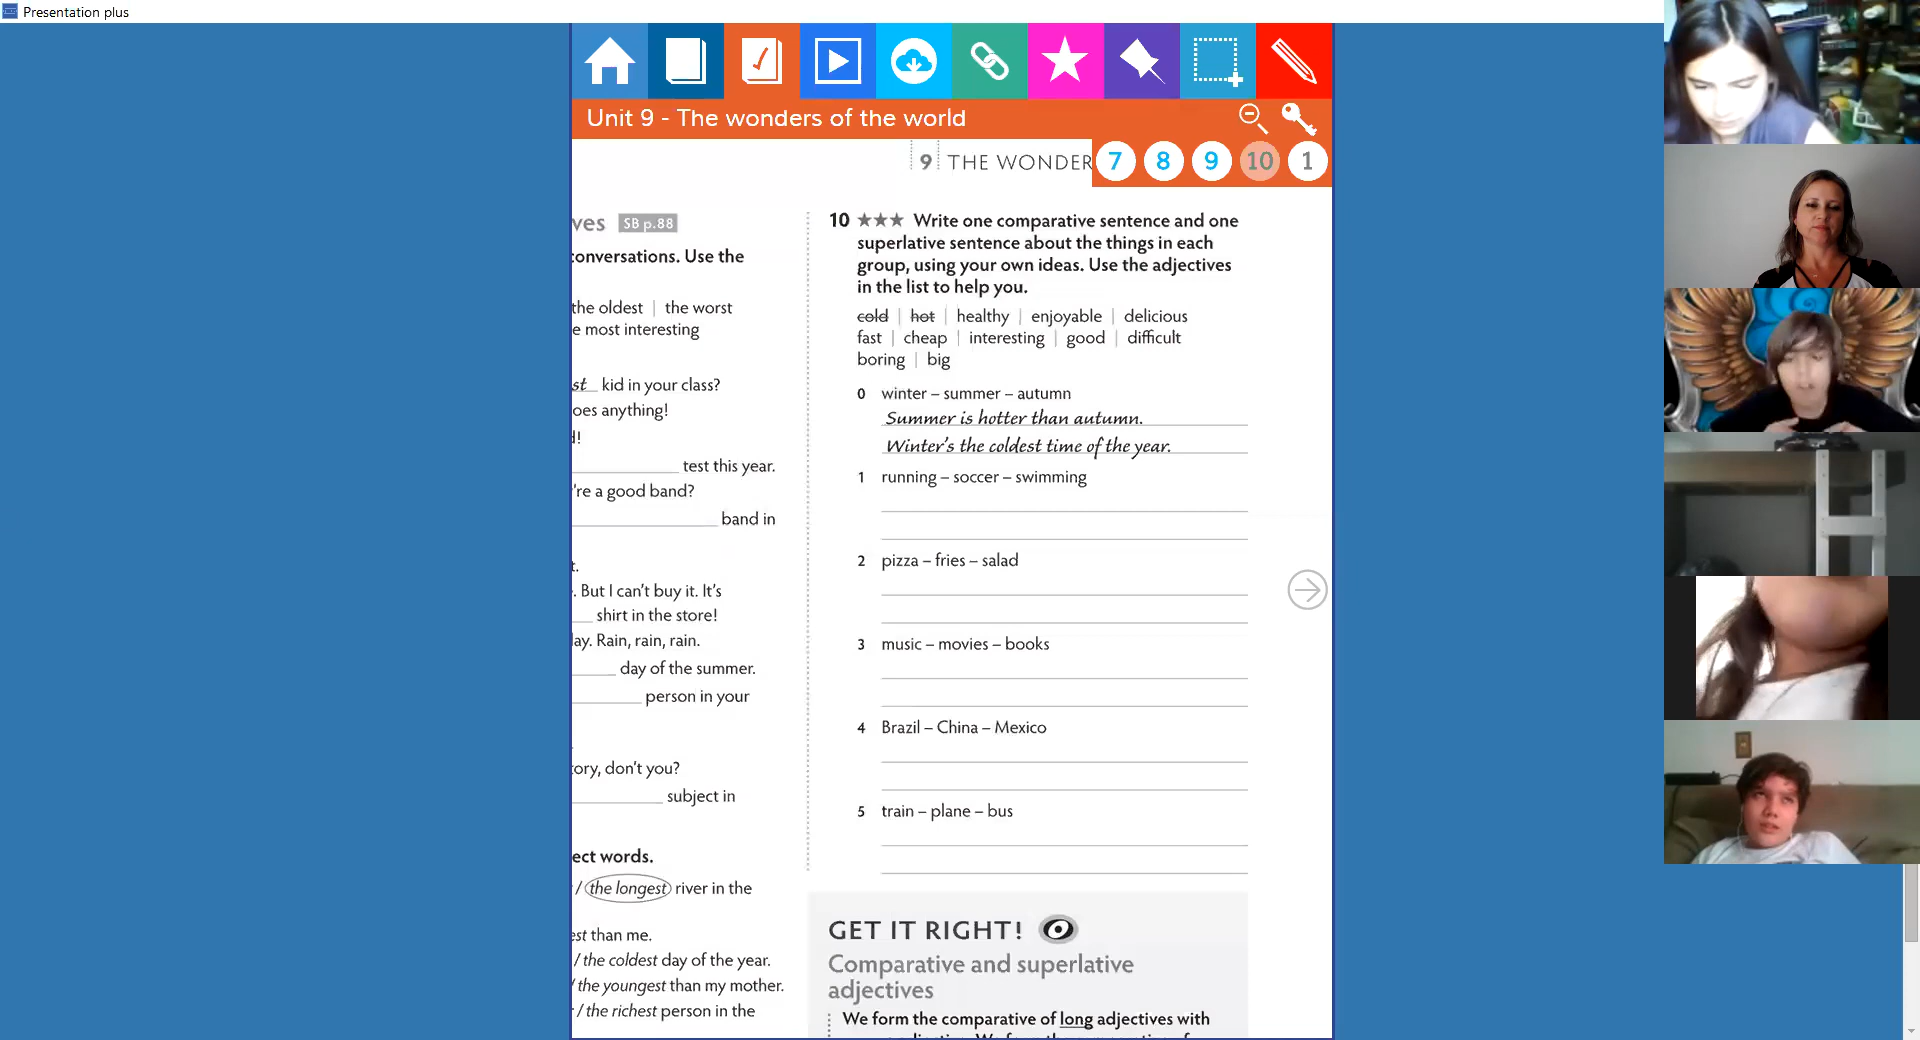 Presentation plus
Unit 9 - The wonders of the world
9 THE WONDER
7 8 9 10 1
ves SB p.88
conversations. Use the
the oldest | the worst
e most interesting
st kid in your class?
oes anything!
d!
test this year.
're a good band?
band in
t.
. But I can't buy it. It's
shirt in the store!
lay. Rain, rain, rain.
day of the summer.
person in your
tory, don't you?
subject in
ect words.
/ the longest river in the
est than me.
/ the coldest day of the year.
/ the youngest than my mother.
/ the richest person in the
10 ★★★ Write one comparative sentence and one
superlative sentence about the things in each
group, using your own ideas. Use the adjectives
in the list to help you.
cold | hot | healthy | enjoyable | delicious
fast | cheap | interesting | good | difficult
boring | big
0 winter – summer – autumn
Summer is hotter than autumn.
Winter's the coldest time of the year.
1 running – soccer – swimming
2 pizza – fries – salad
3 music – movies – books
4 Brazil – China – Mexico
5 train – plane – bus
GET IT RIGHT!
Comparative and superlative
adjectives
We form the comparative of long adjectives with